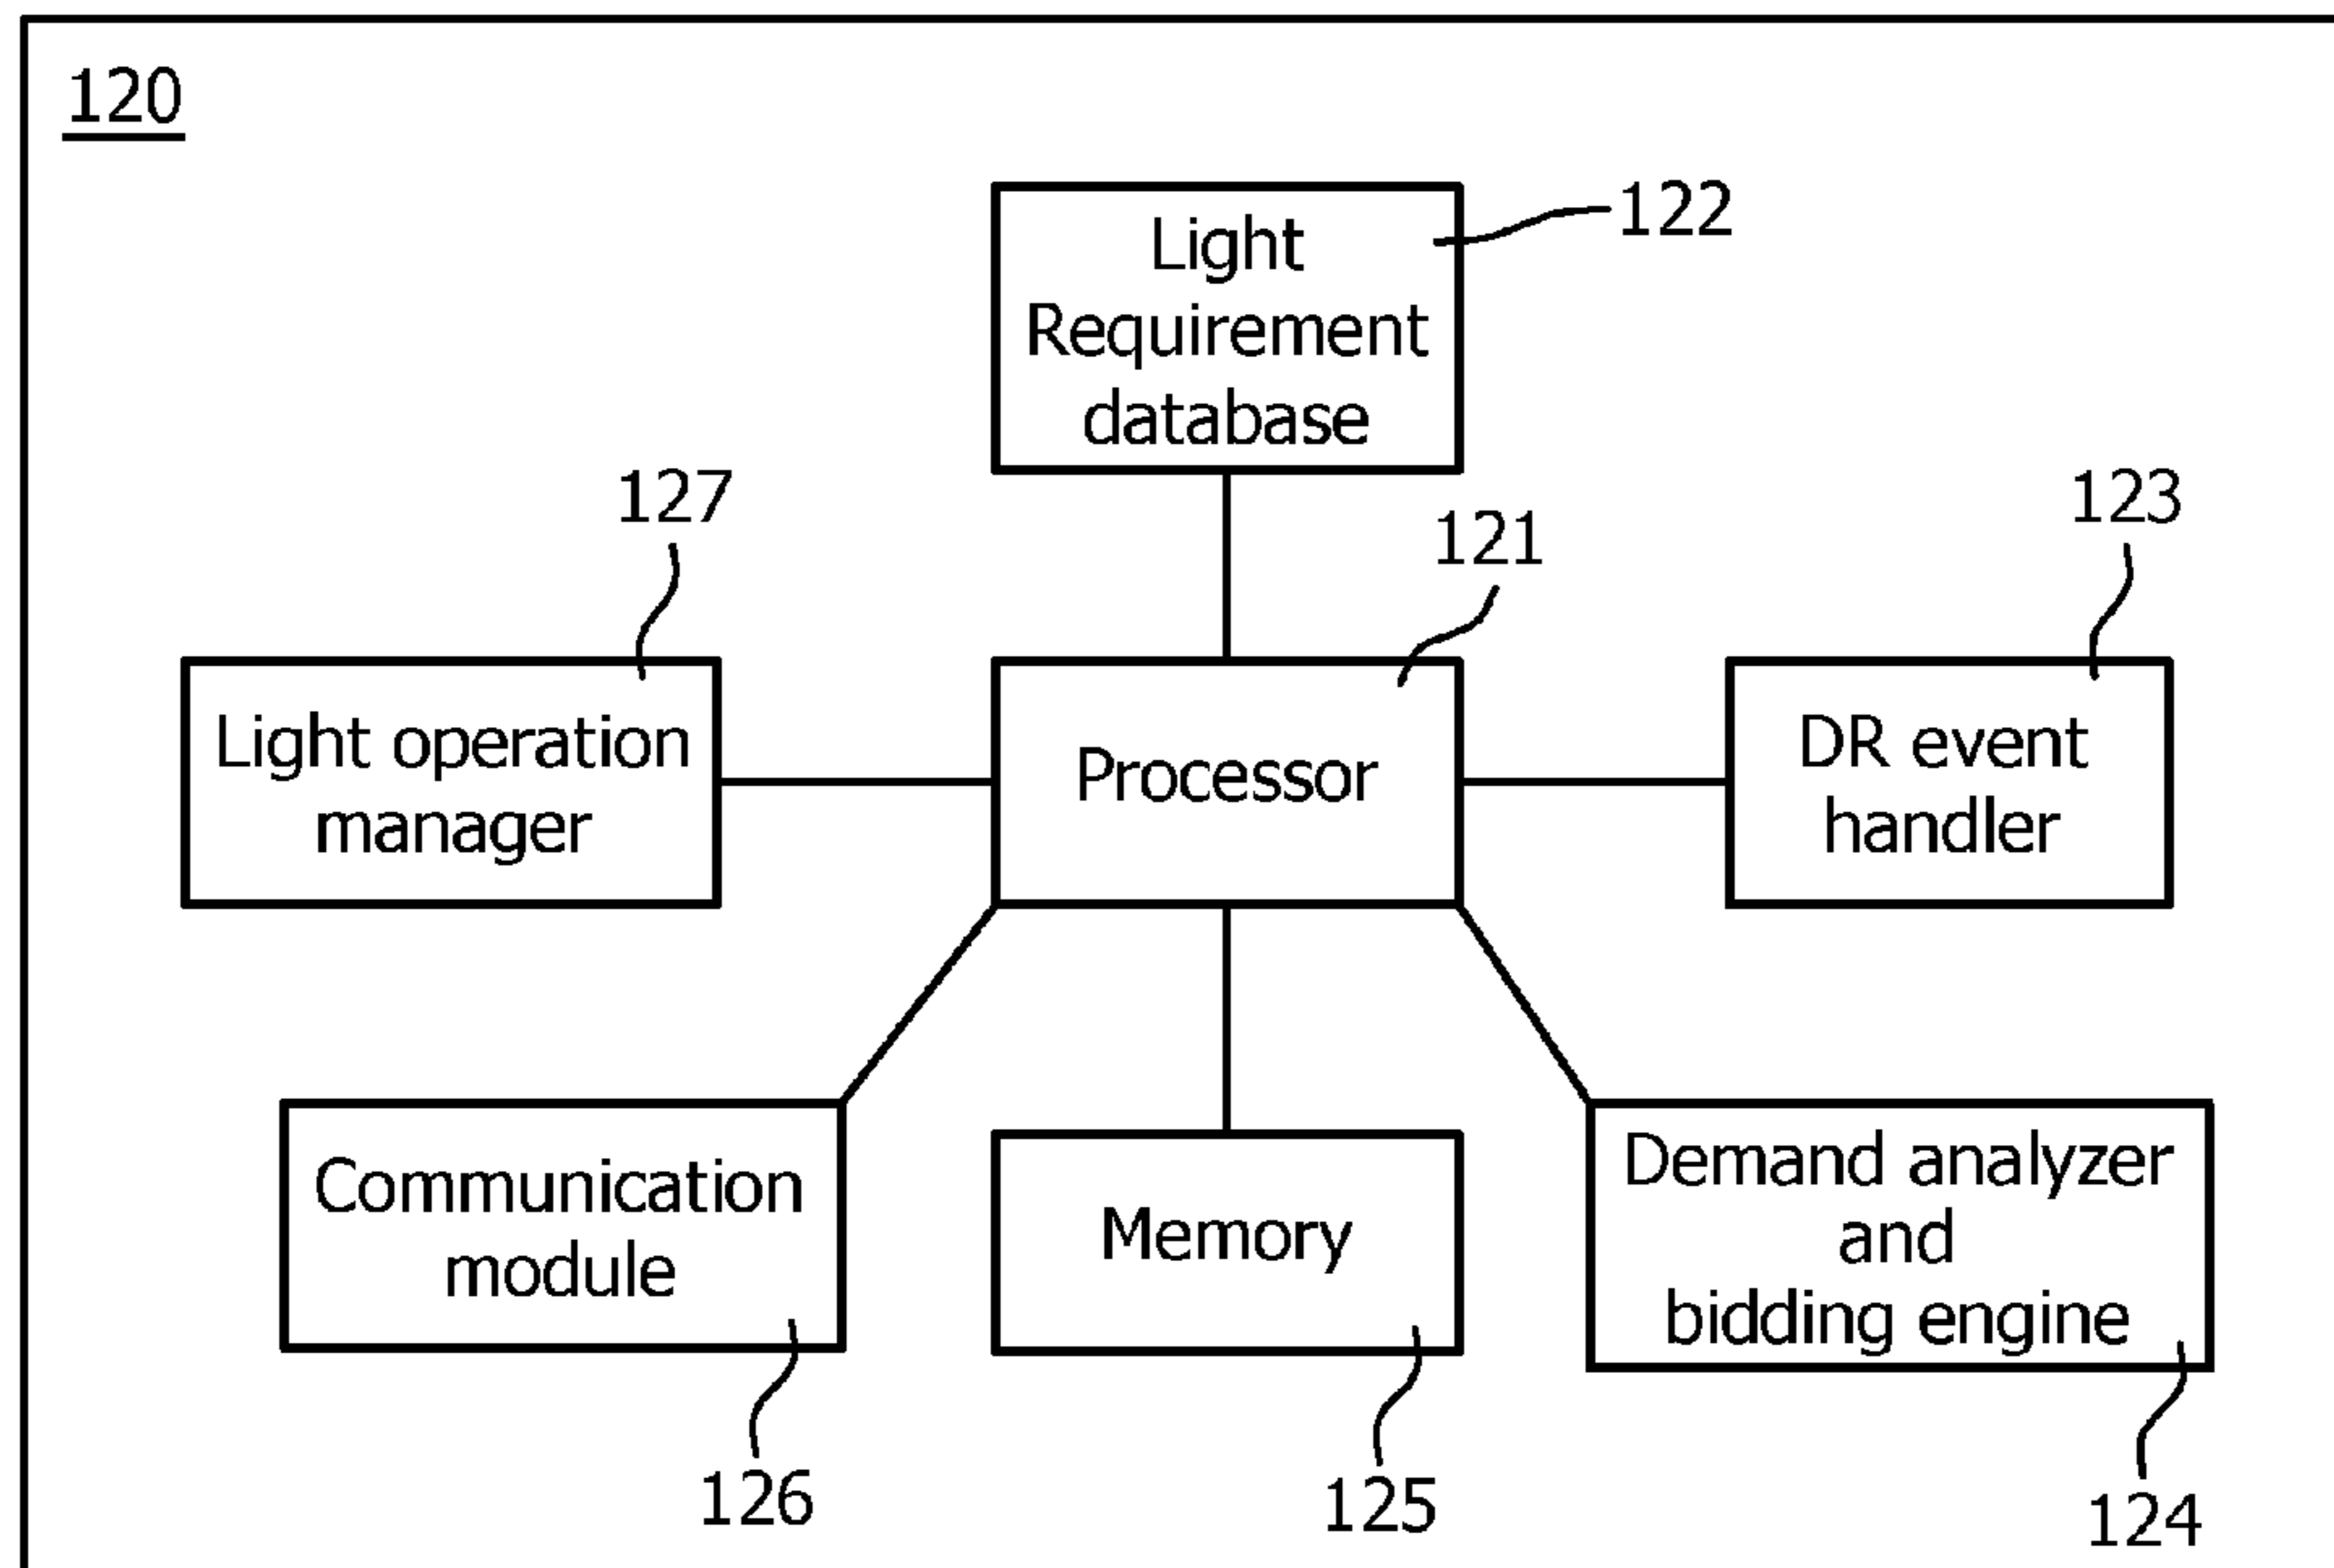 120
Light
Requirement
database
122
127
121
123
Light operation
manager
Processor
DR event
handler
Communication
module
Memory
Demand analyzer
and
bidding engine
126
125
124